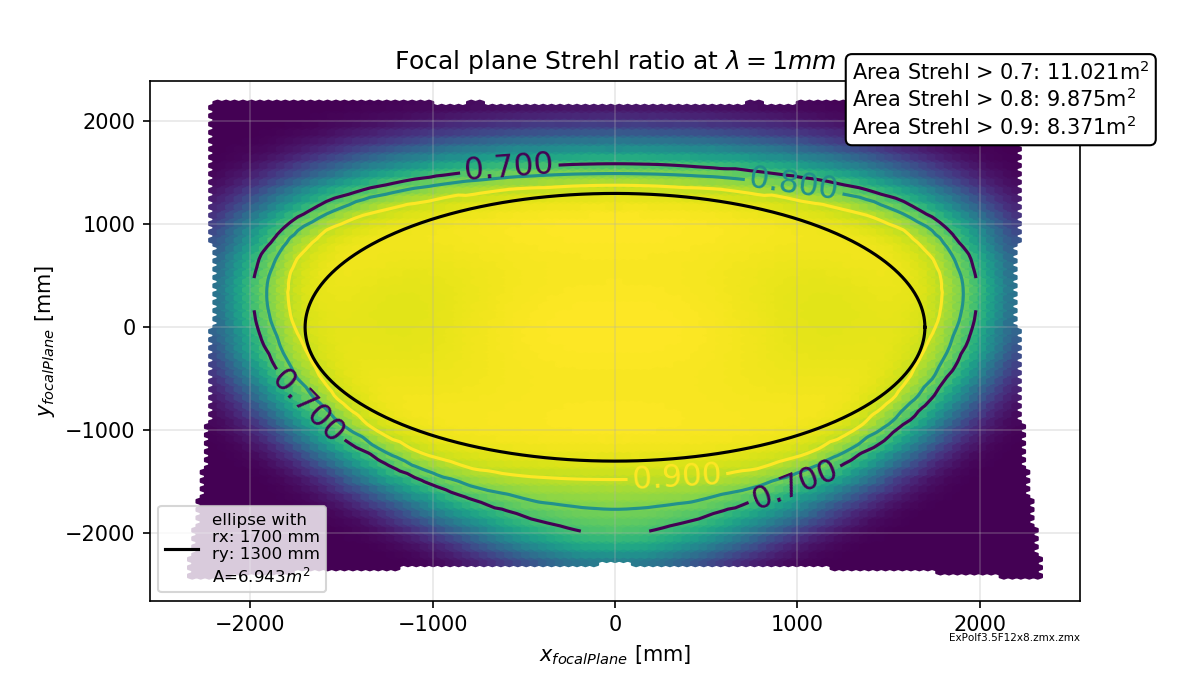 Focal plane Strehl ratio at λ = 1mm
Area Strehl > 0.7: 11.021m²
Area Strehl > 0.8: 9.875m²
Area Strehl > 0.9: 8.371m²
2000
1000
0
−1000
−2000
y_focalPlane [mm]
0.700
0.800
0.700
0.900
0.700
ellipse with
rx: 1700 mm
ry: 1300 mm
A=6.943m²
−2000 −1000 0 1000 2000
ExPolf3.5F12x8.zmx.zmx
x_focalPlane [mm]